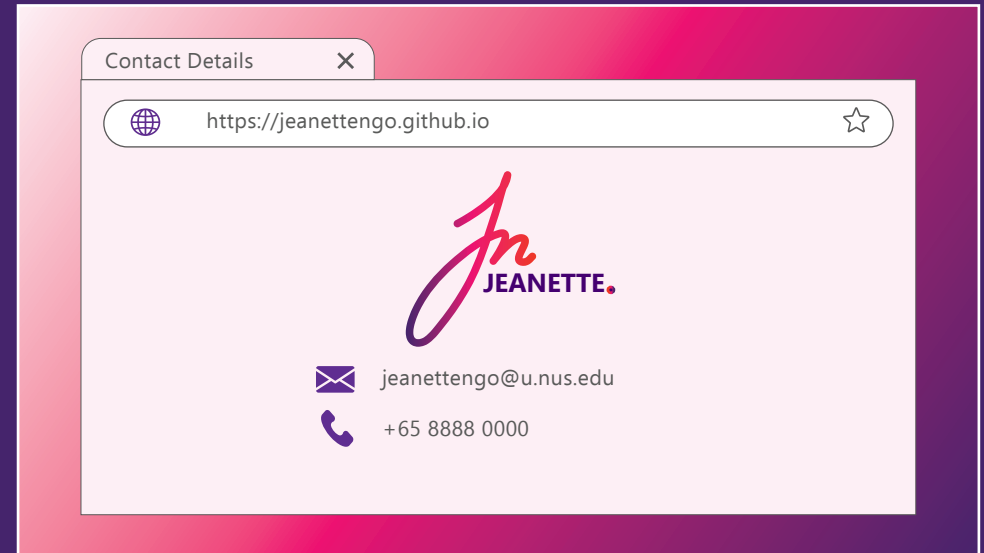 Contact Details
https://jeanettengo.github.io
Jn
JEANETTE.
jeanettengo@u.nus.edu
+65 8888 0000